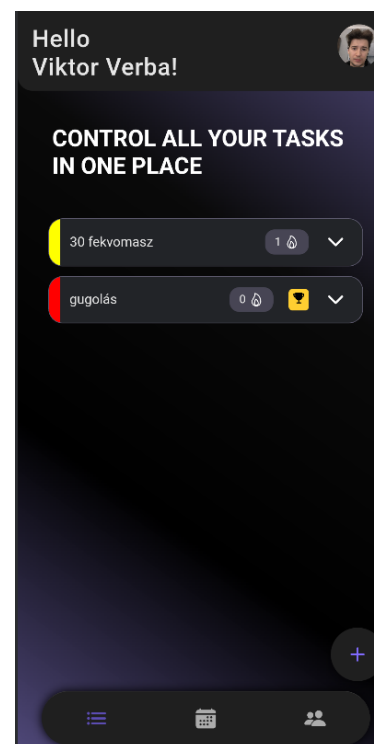 Hello
Viktor Verba!
CONTROL ALL YOUR TASKS
IN ONE PLACE
30 fekvomasz
1
gugolás
0